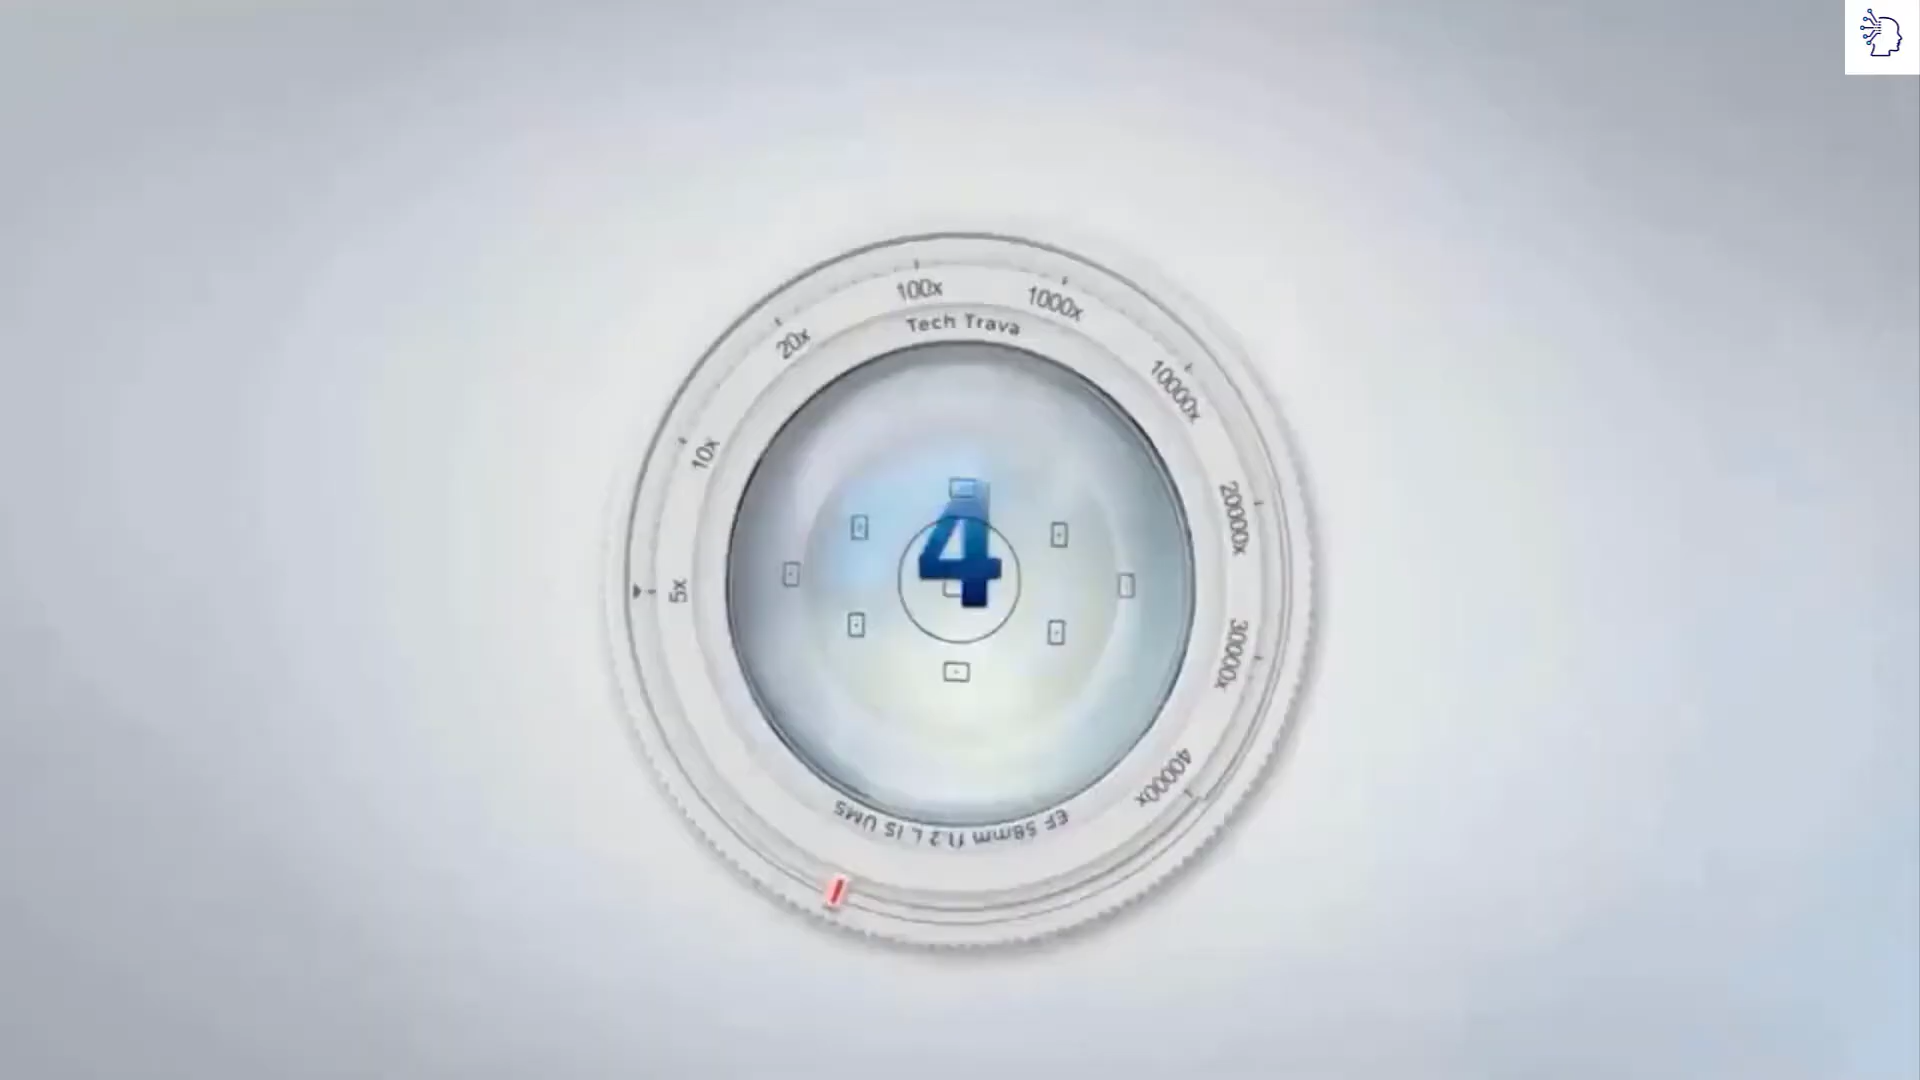 5x
10x
20x
100x
1000x
10000x
20000x
30000x
40000x
Tech Trava
4
EF 58mm f1.2 L IS UMS